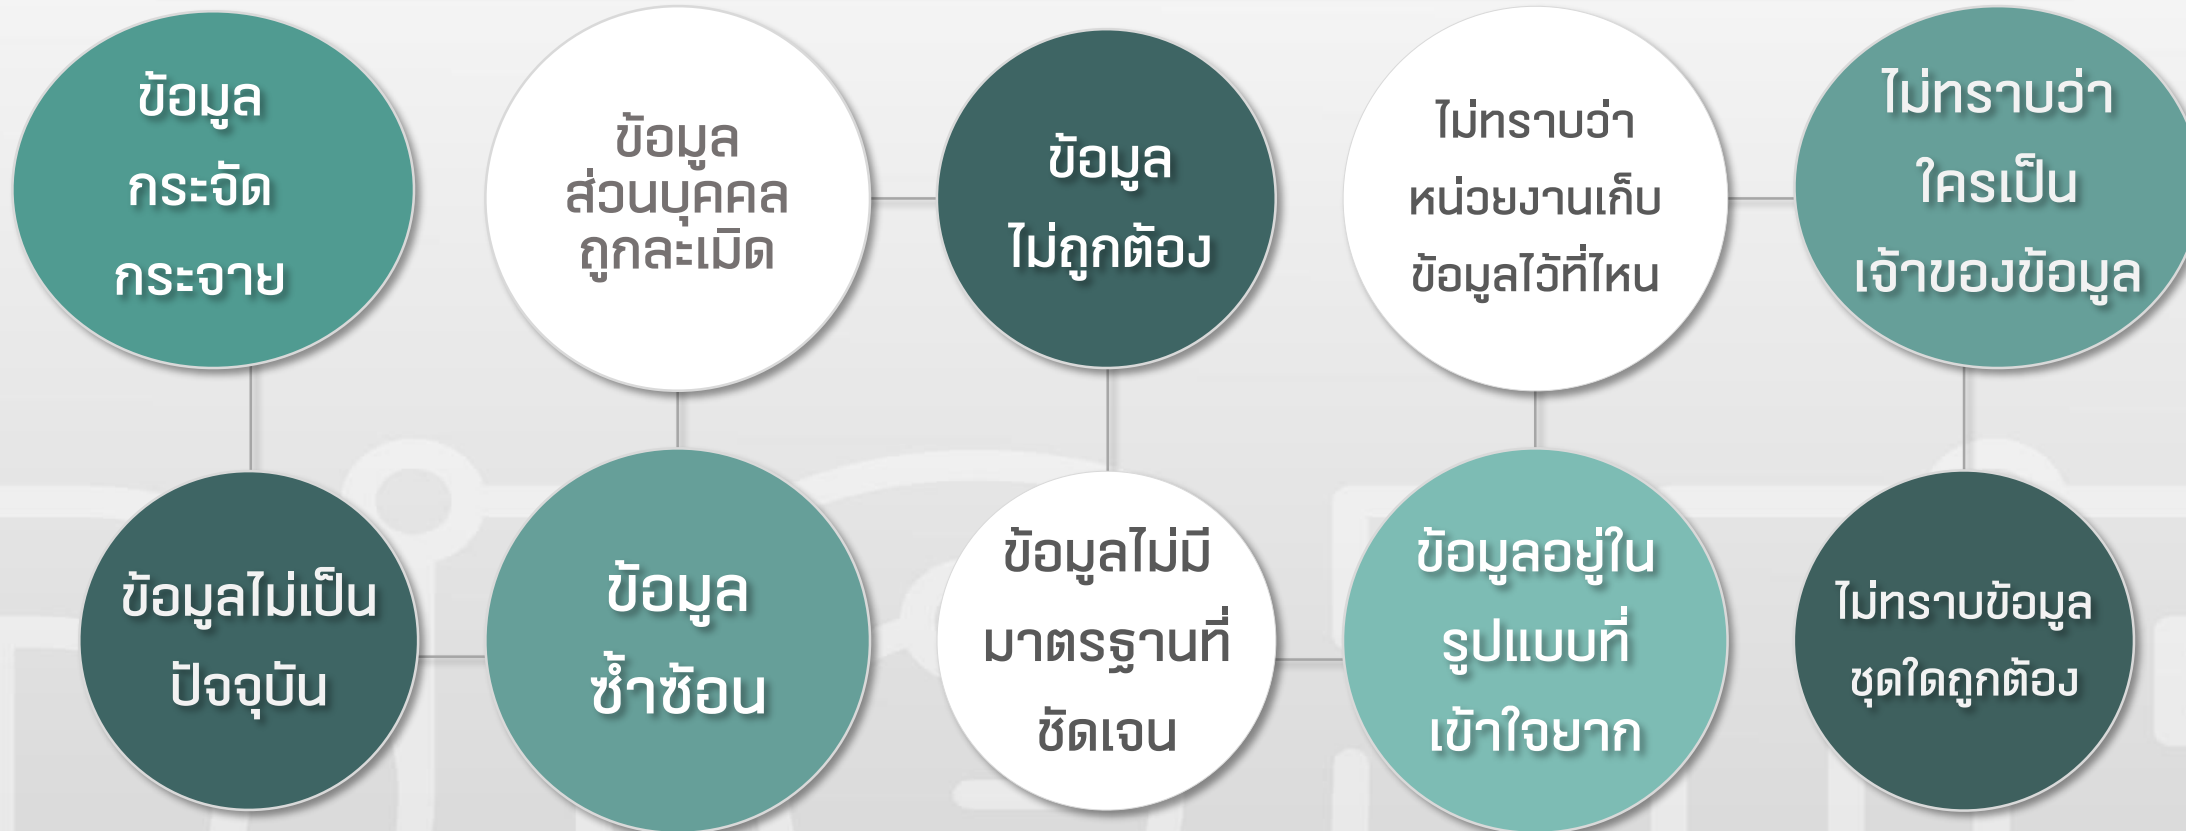 ข้อมูล
กระจัด
กระจาย
ข้อมูล
ส่วนบุคคล
ถูกละเมิด
ข้อมูล
ไม่ถูกต้อง
ไม่ทราบว่า
หน่วยงานเก็บ
ข้อมูลไว้ที่ไหน
ไม่ทราบว่า
ใครเป็น
เจ้าของข้อมูล
ข้อมูลไม่เป็น
ปัจจุบัน
ข้อมูล
ซ้ำซ้อน
ข้อมูลไม่มี
มาตรฐานที่
ชัดเจน
ข้อมูลอยู่ใน
รูปแบบที่
เข้าใจยาก
ไม่ทราบข้อมูล
ชุดใดถูกต้อง